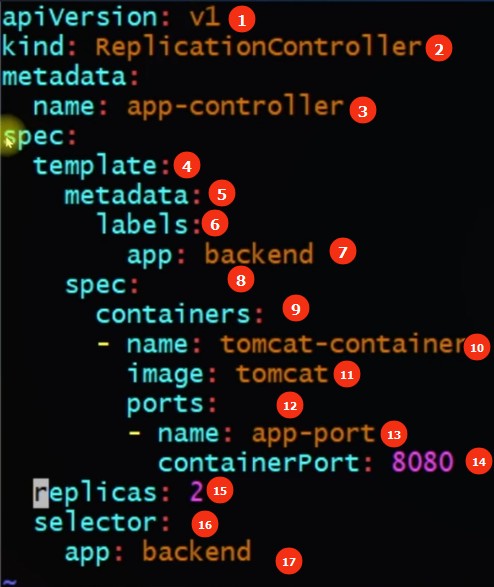 apiVersion: v1 1
kind: ReplicationController 2
metadata:
  name: app-controller 3
spec:
  template: 4
    metadata: 5
      labels: 6
        app: backend 7
    spec: 8
      containers: 9
      - name: tomcat-container 10
        image: tomcat 11
        ports: 12
        - name: app-port 13
          containerPort: 8080 14
  replicas: 2 15
  selector: 16
    app: backend 17
~